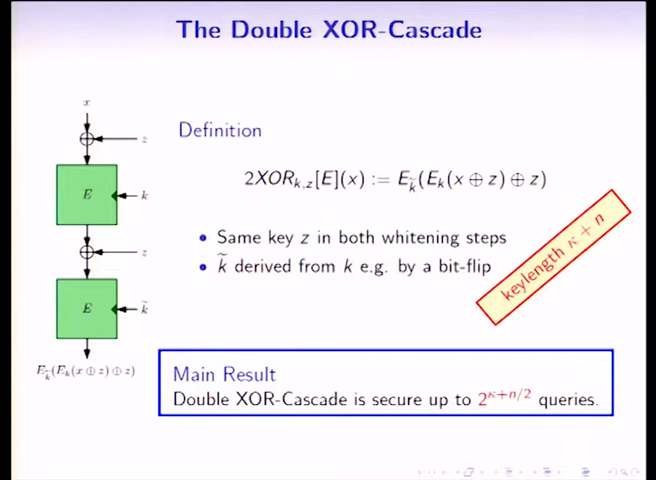 The Double XOR-Cascade
x
z
E
k
z
E
k̃
E_k̃(E_k(x ⊕ z) ⊕ z)
Definition
2XOR_{k,z}[E](x) := E_k̃(E_k(x ⊕ z) ⊕ z)
• Same key z in both whitening steps
• k̃ derived from k e.g. by a bit-flip
keylength κ + n
Main Result
Double XOR-Cascade is secure up to 2^{κ+n/2} queries.